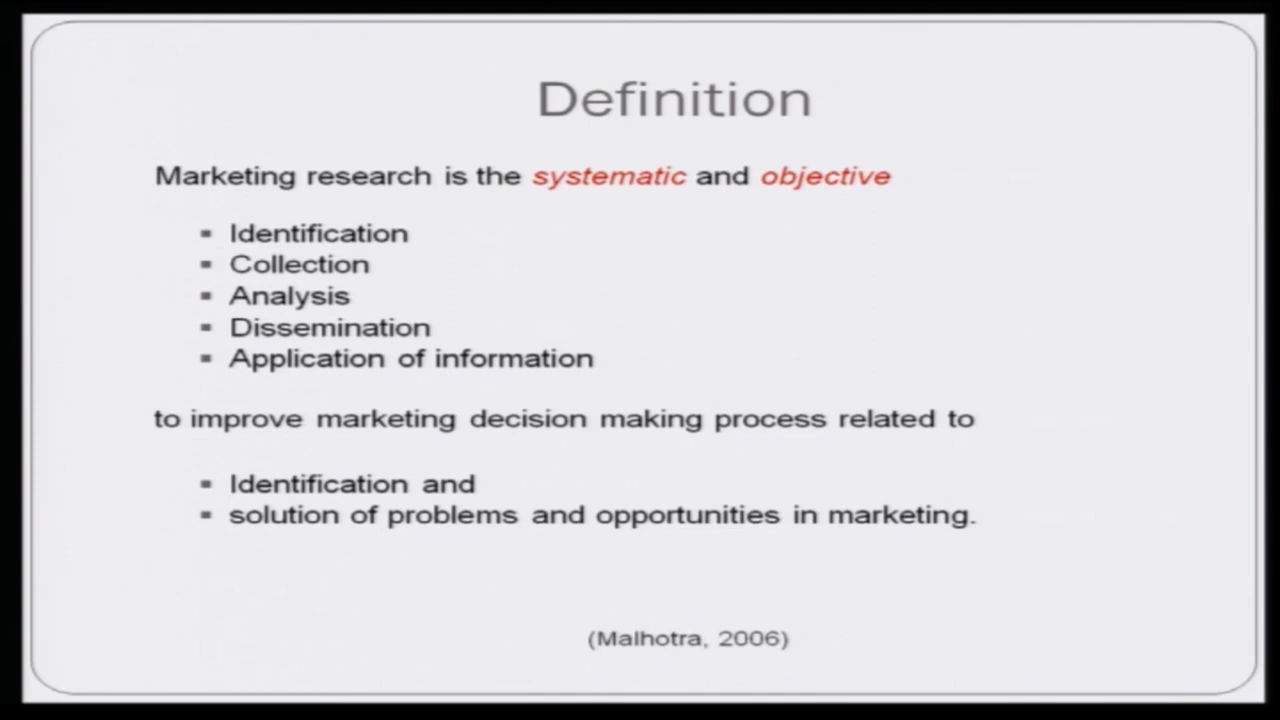 Definition
Marketing research is the systematic and objective
▪ Identification
▪ Collection
▪ Analysis
▪ Dissemination
▪ Application of information
to improve marketing decision making process related to
▪ Identification and
▪ solution of problems and opportunities in marketing.
(Malhotra, 2006)